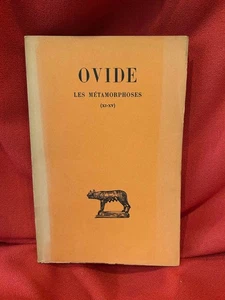 OVIDE
LES MÉTAMORPHOSES
(XI-XV)